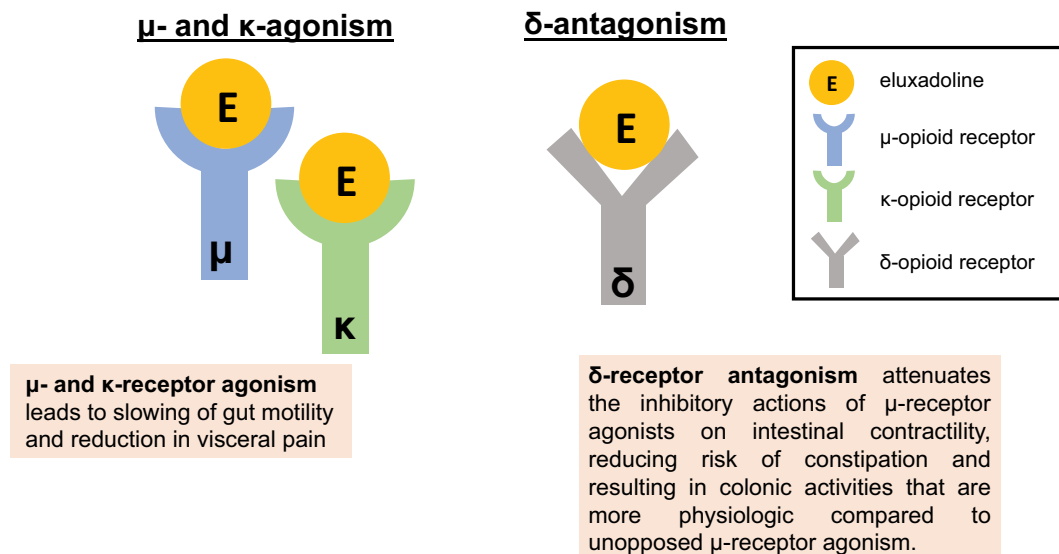 μ- and κ-agonism
E
μ
E
κ
μ- and κ-receptor agonism
leads to slowing of gut motility
and reduction in visceral pain
δ-antagonism
E
δ
δ-receptor antagonism attenuates
the inhibitory actions of μ-receptor
agonists on intestinal contractility,
reducing risk of constipation and
resulting in colonic activities that are
more physiologic compared to
unopposed μ-receptor agonism.
E eluxadoline
μ-opioid receptor
κ-opioid receptor
δ-opioid receptor